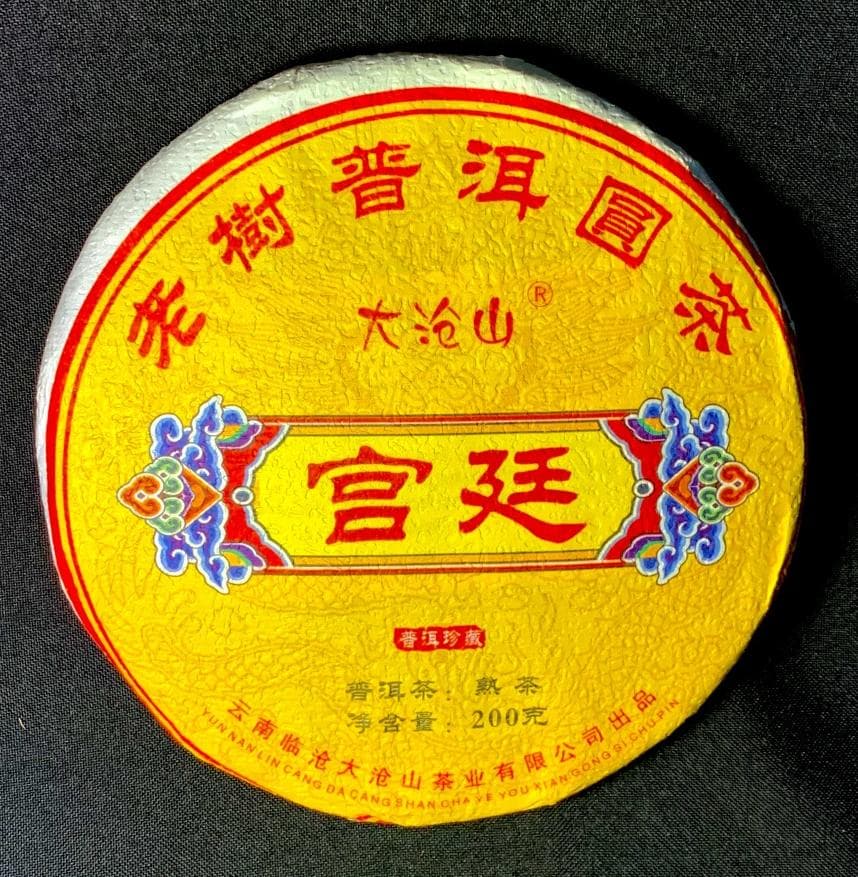 老樹普洱圓茶
大沧山®
宫廷
普洱珍藏
普洱茶：熟茶
净含量：200克
云南临沧大沧山茶业有限公司出品
YUN NAN LIN CANG DA CANG SHAN CHA YE YOU XIAN GONG SI CHU PIN